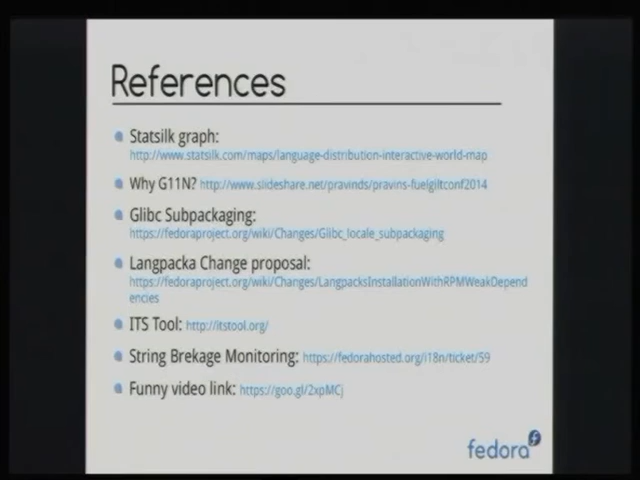 References
Statsilk graph:
http://www.statsilk.com/maps/language-distribution-interactive-world-map
Why G11N? http://www.slideshare.net/pravinds/pravins-fuelgiltconf2014
Glibc Subpackaging:
https://fedoraproject.org/wiki/Changes/Glibc_locale_subpackaging
Langpacka Change proposal:
https://fedoraproject.org/wiki/Changes/LangpacksInstallationWithRPMWeakDepend
encies
ITS Tool: http://itstool.org/
String Brekage Monitoring: https://fedorahosted.org/i18n/ticket/59
Funny video link: https://goo.gl/2xpMCj
fedora